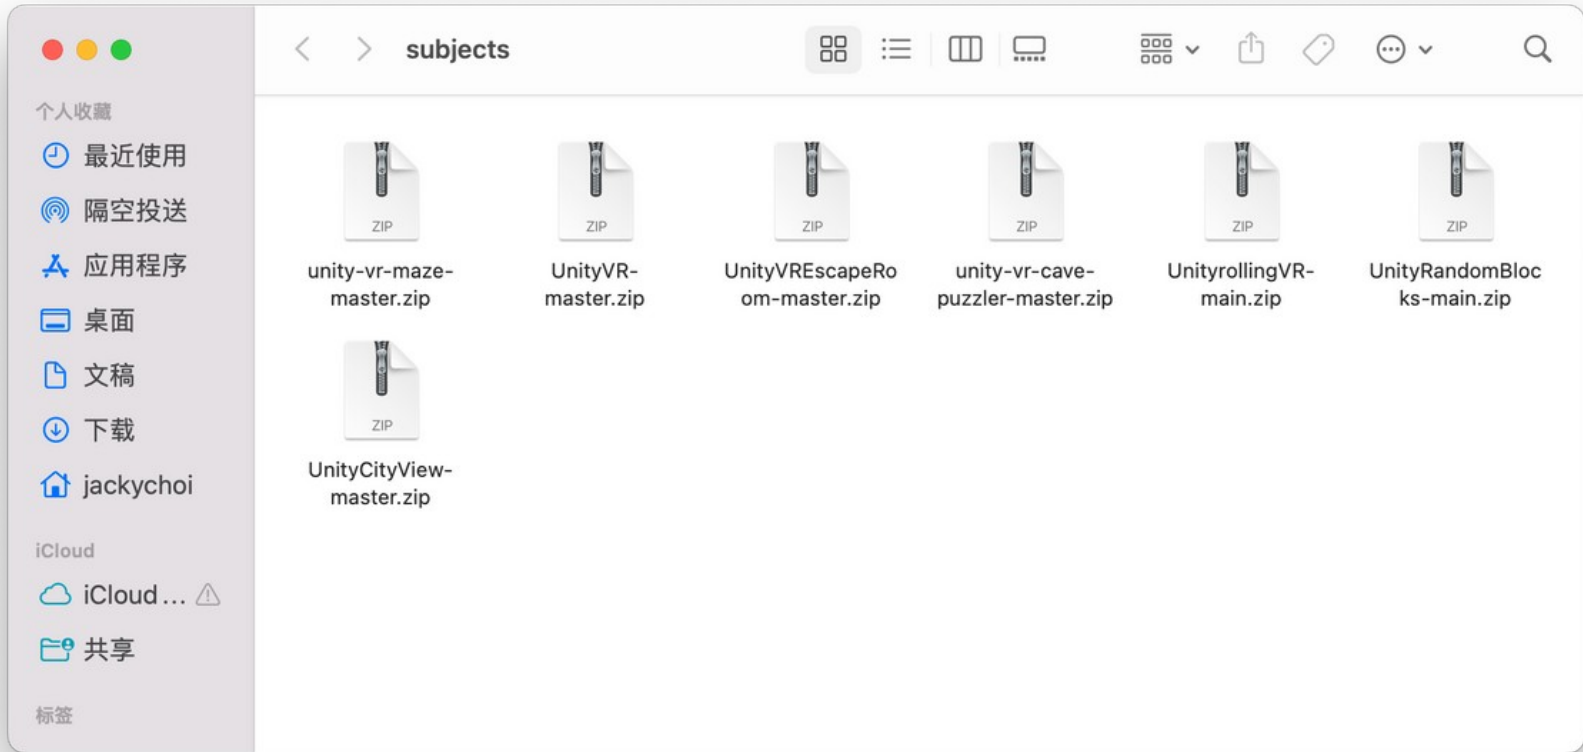 subjects
个人收藏
最近使用
隔空投送
应用程序
桌面
文稿
下载
jackychoi
iCloud
iCloud...
共享
标签
ZIP
unity-vr-maze-
master.zip
ZIP
UnityVR-
master.zip
ZIP
UnityVREscapeRo
om-master.zip
ZIP
unity-vr-cave-
puzzler-master.zip
ZIP
UnityrollingVR-
main.zip
ZIP
UnityRandomBloc
ks-main.zip
ZIP
UnityCityView-
master.zip